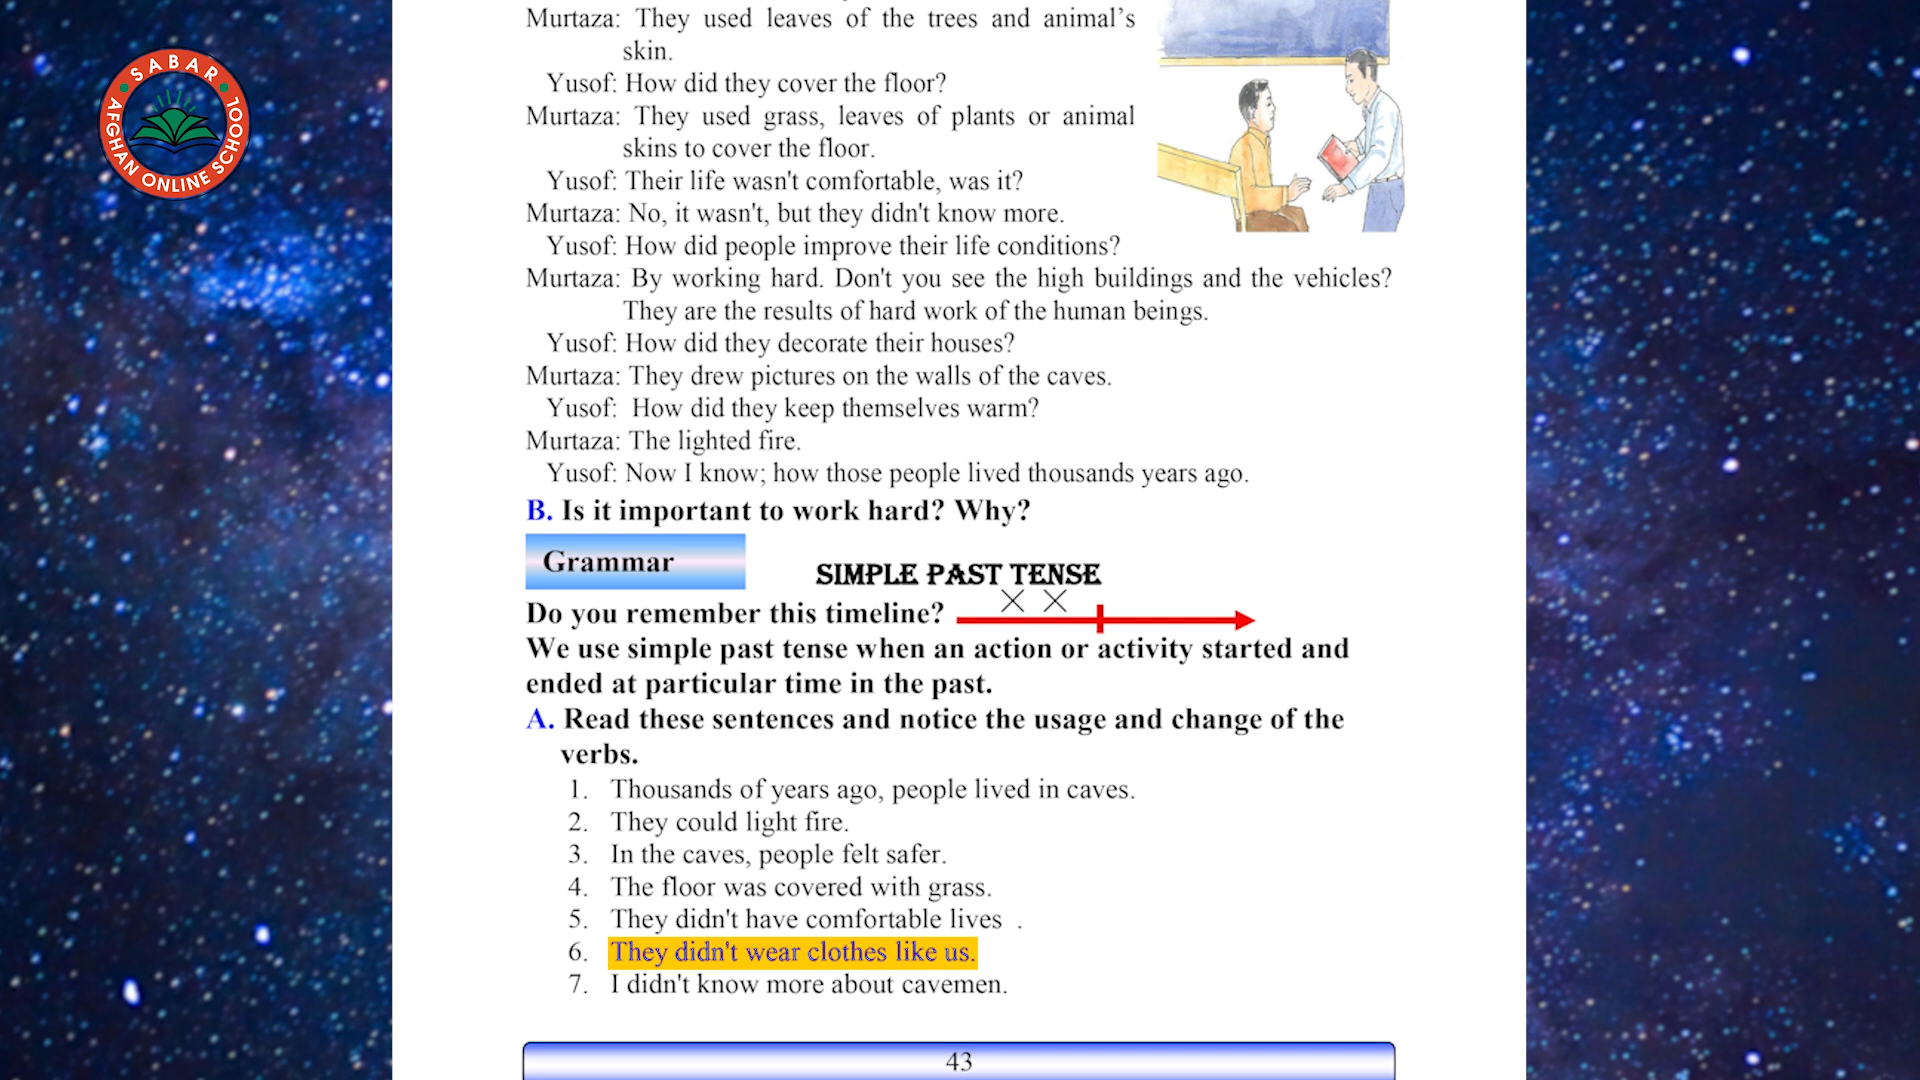 SABAR
AFGHAN ONLINE SCHOOL
Murtaza: They used leaves of the trees and animal’s
skin.
Yusof: How did they cover the floor?
Murtaza: They used grass, leaves of plants or animal
skins to cover the floor.
Yusof: Their life wasn't comfortable, was it?
Murtaza: No, it wasn't, but they didn't know more.
Yusof: How did people improve their life conditions?
Murtaza: By working hard. Don't you see the high buildings and the vehicles?
They are the results of hard work of the human beings.
Yusof: How did they decorate their houses?
Murtaza: They drew pictures on the walls of the caves.
Yusof: How did they keep themselves warm?
Murtaza: The lighted fire.
Yusof: Now I know; how those people lived thousands years ago.
B. Is it important to work hard? Why?
Grammar
SIMPLE PAST TENSE
Do you remember this timeline?
We use simple past tense when an action or activity started and
ended at particular time in the past.
A. Read these sentences and notice the usage and change of the
verbs.
1. Thousands of years ago, people lived in caves.
2. They could light fire.
3. In the caves, people felt safer.
4. The floor was covered with grass.
5. They didn't have comfortable lives .
6. They didn't wear clothes like us.
7. I didn't know more about cavemen.
43